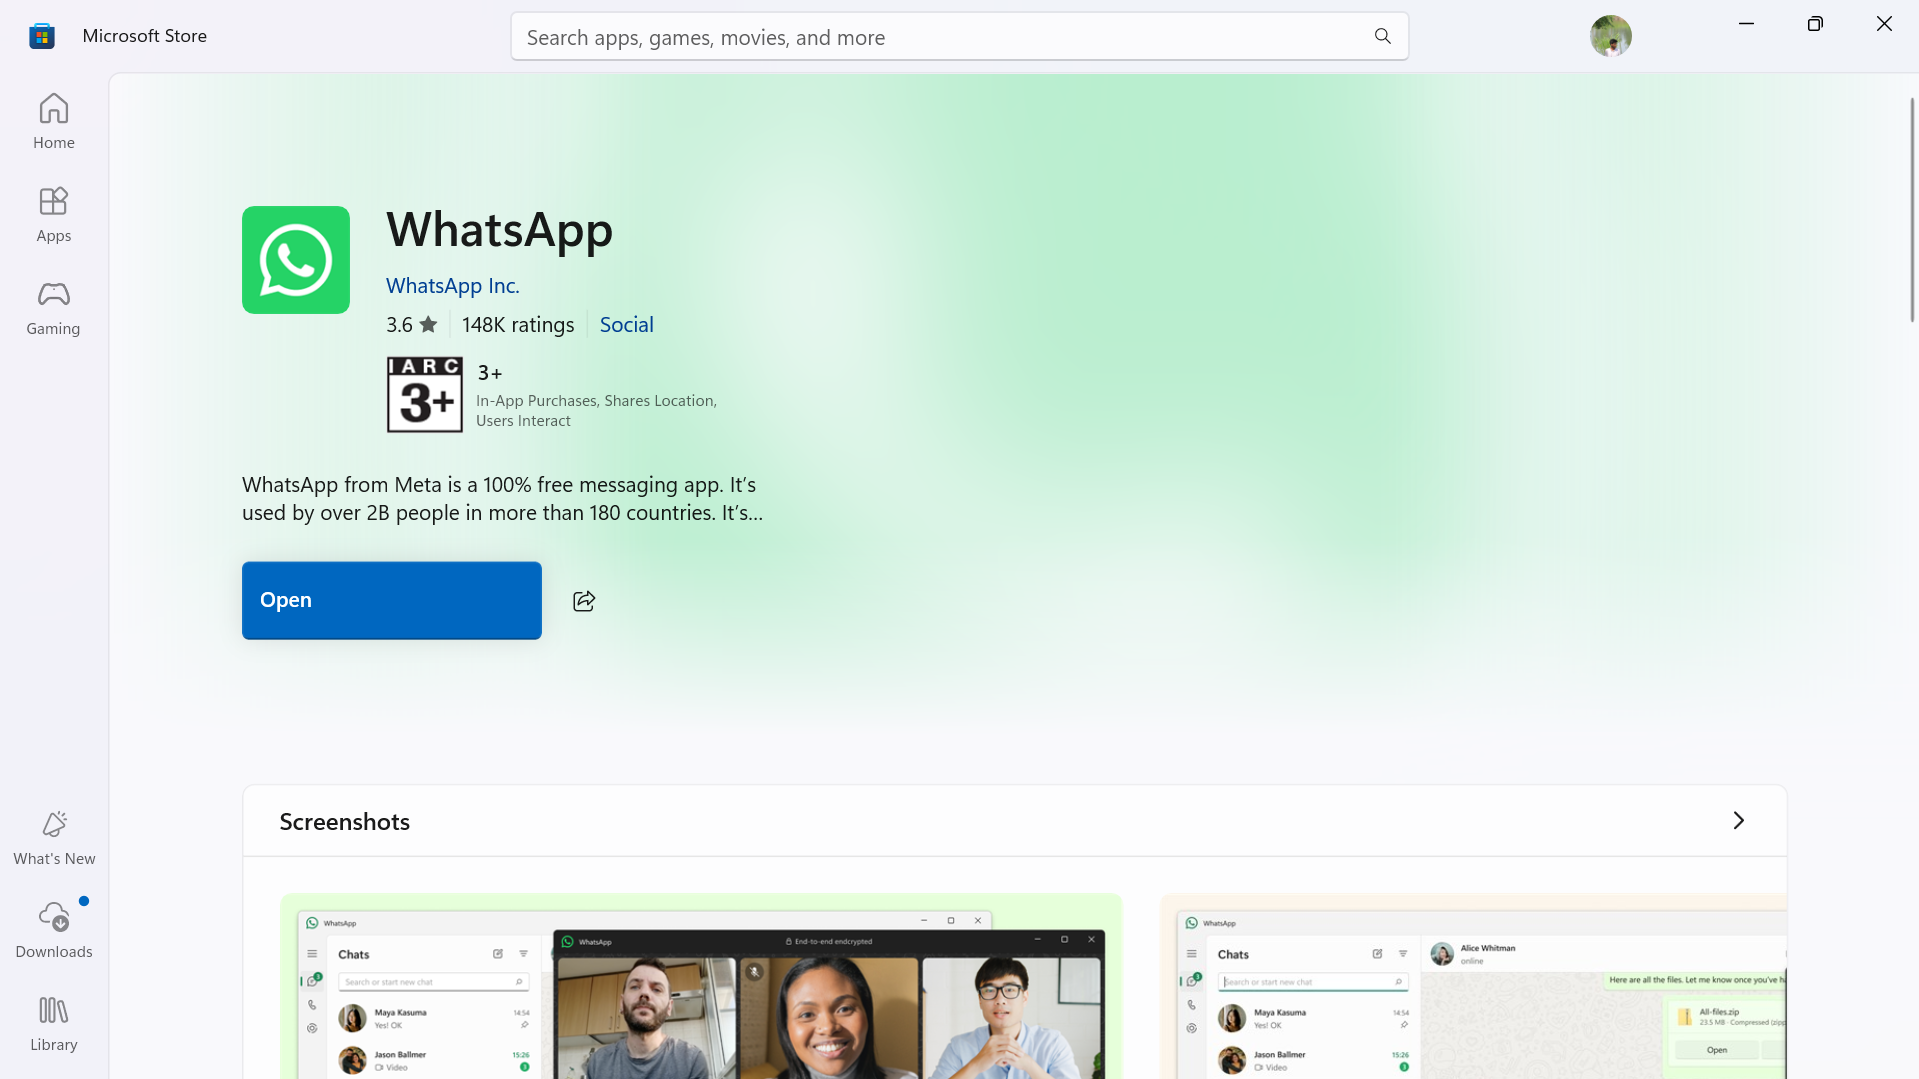 Microsoft Store
Search apps, games, movies, and more
Home
Apps
Gaming
What's New
Downloads
Library
WhatsApp
WhatsApp Inc.
3.6 ★ 148K ratings Social
IARC
3+
3+
In-App Purchases, Shares Location,
Users Interact
WhatsApp from Meta is a 100% free messaging app. It's
used by over 2B people in more than 180 countries. It's...
Open
Screenshots
WhatsApp
Chats
Search or start new chat
3
Maya Kasuma 14:54
Yes! OK
Jason Ballmer 15:26
Video 3
WhatsApp End-to-end endcrypted
WhatsApp
Chats
Search or start new chat
3
Maya Kasuma 14:54
Yes! OK
Jason Ballmer 15:26
Video 3
Alice Whitman
online
Here are all the files. Let me know once you've
All-files.zip
23.5 MB · Compressed (zipp
Open